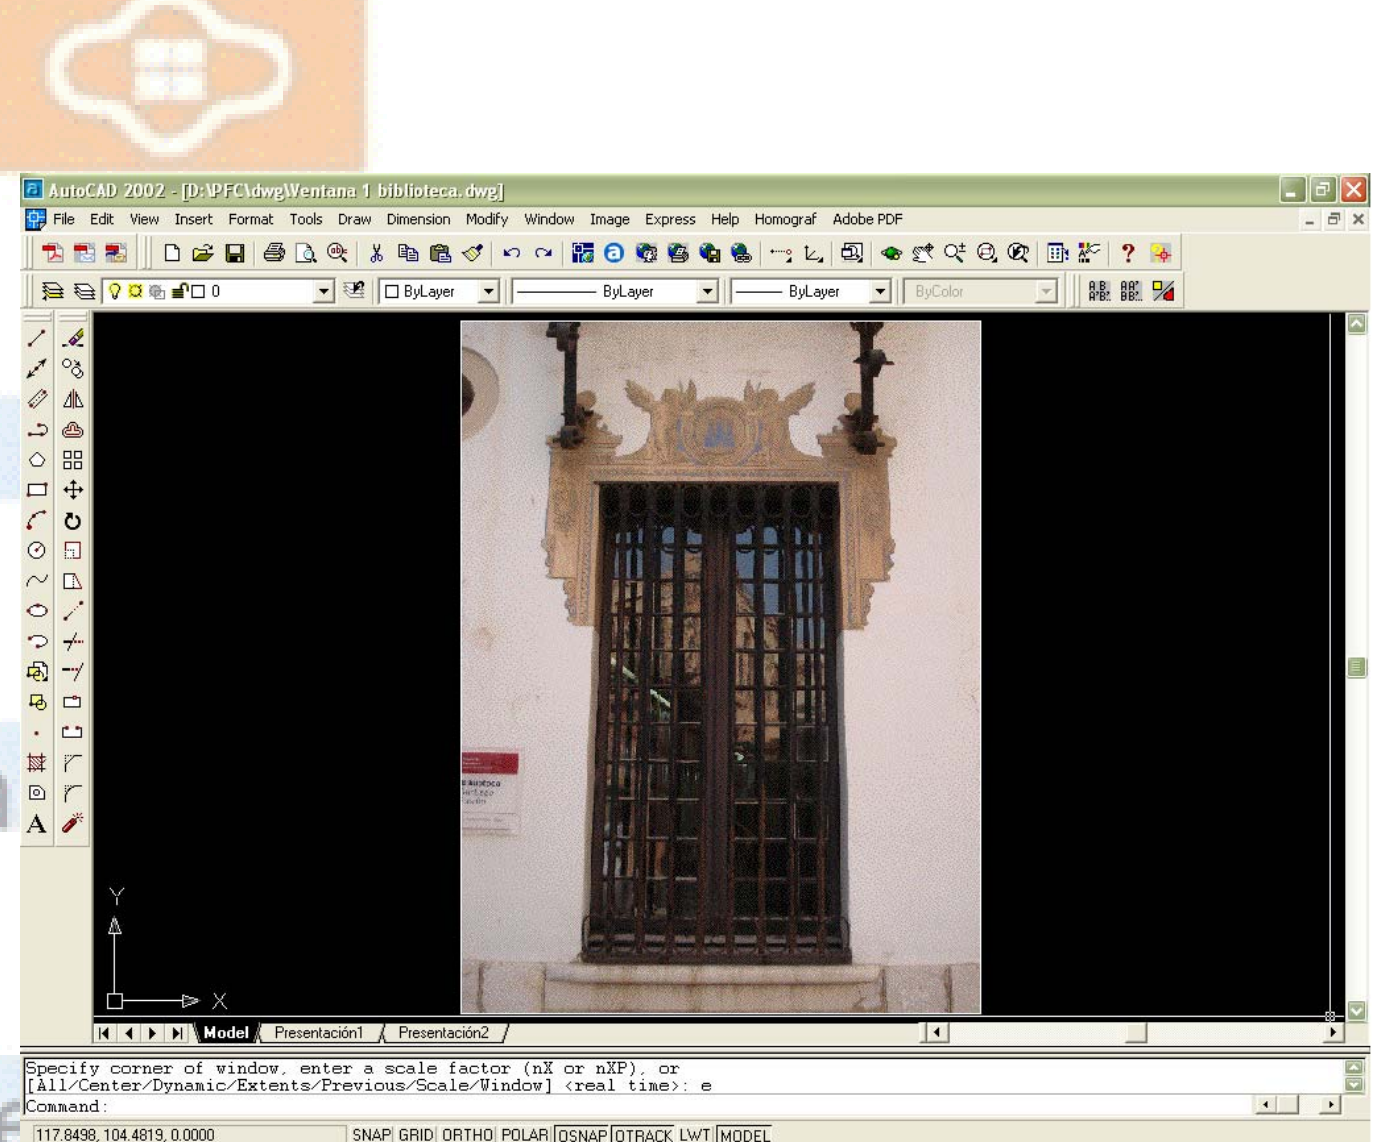 AutoCAD 2002 - [D:\PFC\dwg\Ventana 1 biblioteca.dwg]
File Edit View Insert Format Tools Draw Dimension Modify Window Image Express Help Homograf Adobe PDF
0 ByLayer ByLayer ByLayer ByColor
A
Y
X
Model Presentación1 Presentación2
Specify corner of window, enter a scale factor (nX or nXP), or
[All/Center/Dynamic/Extents/Previous/Scale/Window] <real time>: e
Command:
117.8498, 104.4819, 0.0000 SNAP GRID ORTHO POLAR OSNAP OTRACK LWT MODEL